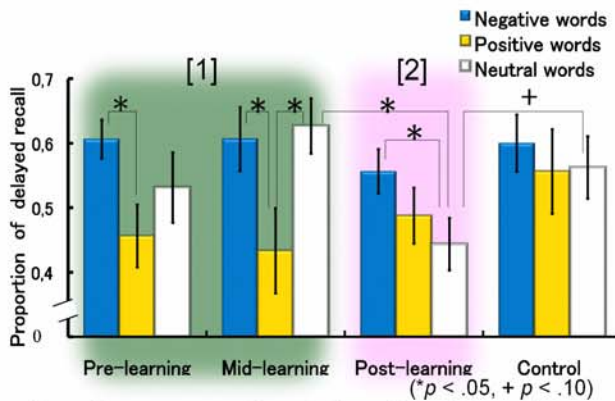 Negative words
Positive words
Neutral words
[1]
[2]
Proportion of delayed recall
0,7
0,6
0,5
0,4
0
*
*
*
*
*
+
Pre-learning
Mid-learning
Post-learning
Control
(*p < .05, + p < .10)